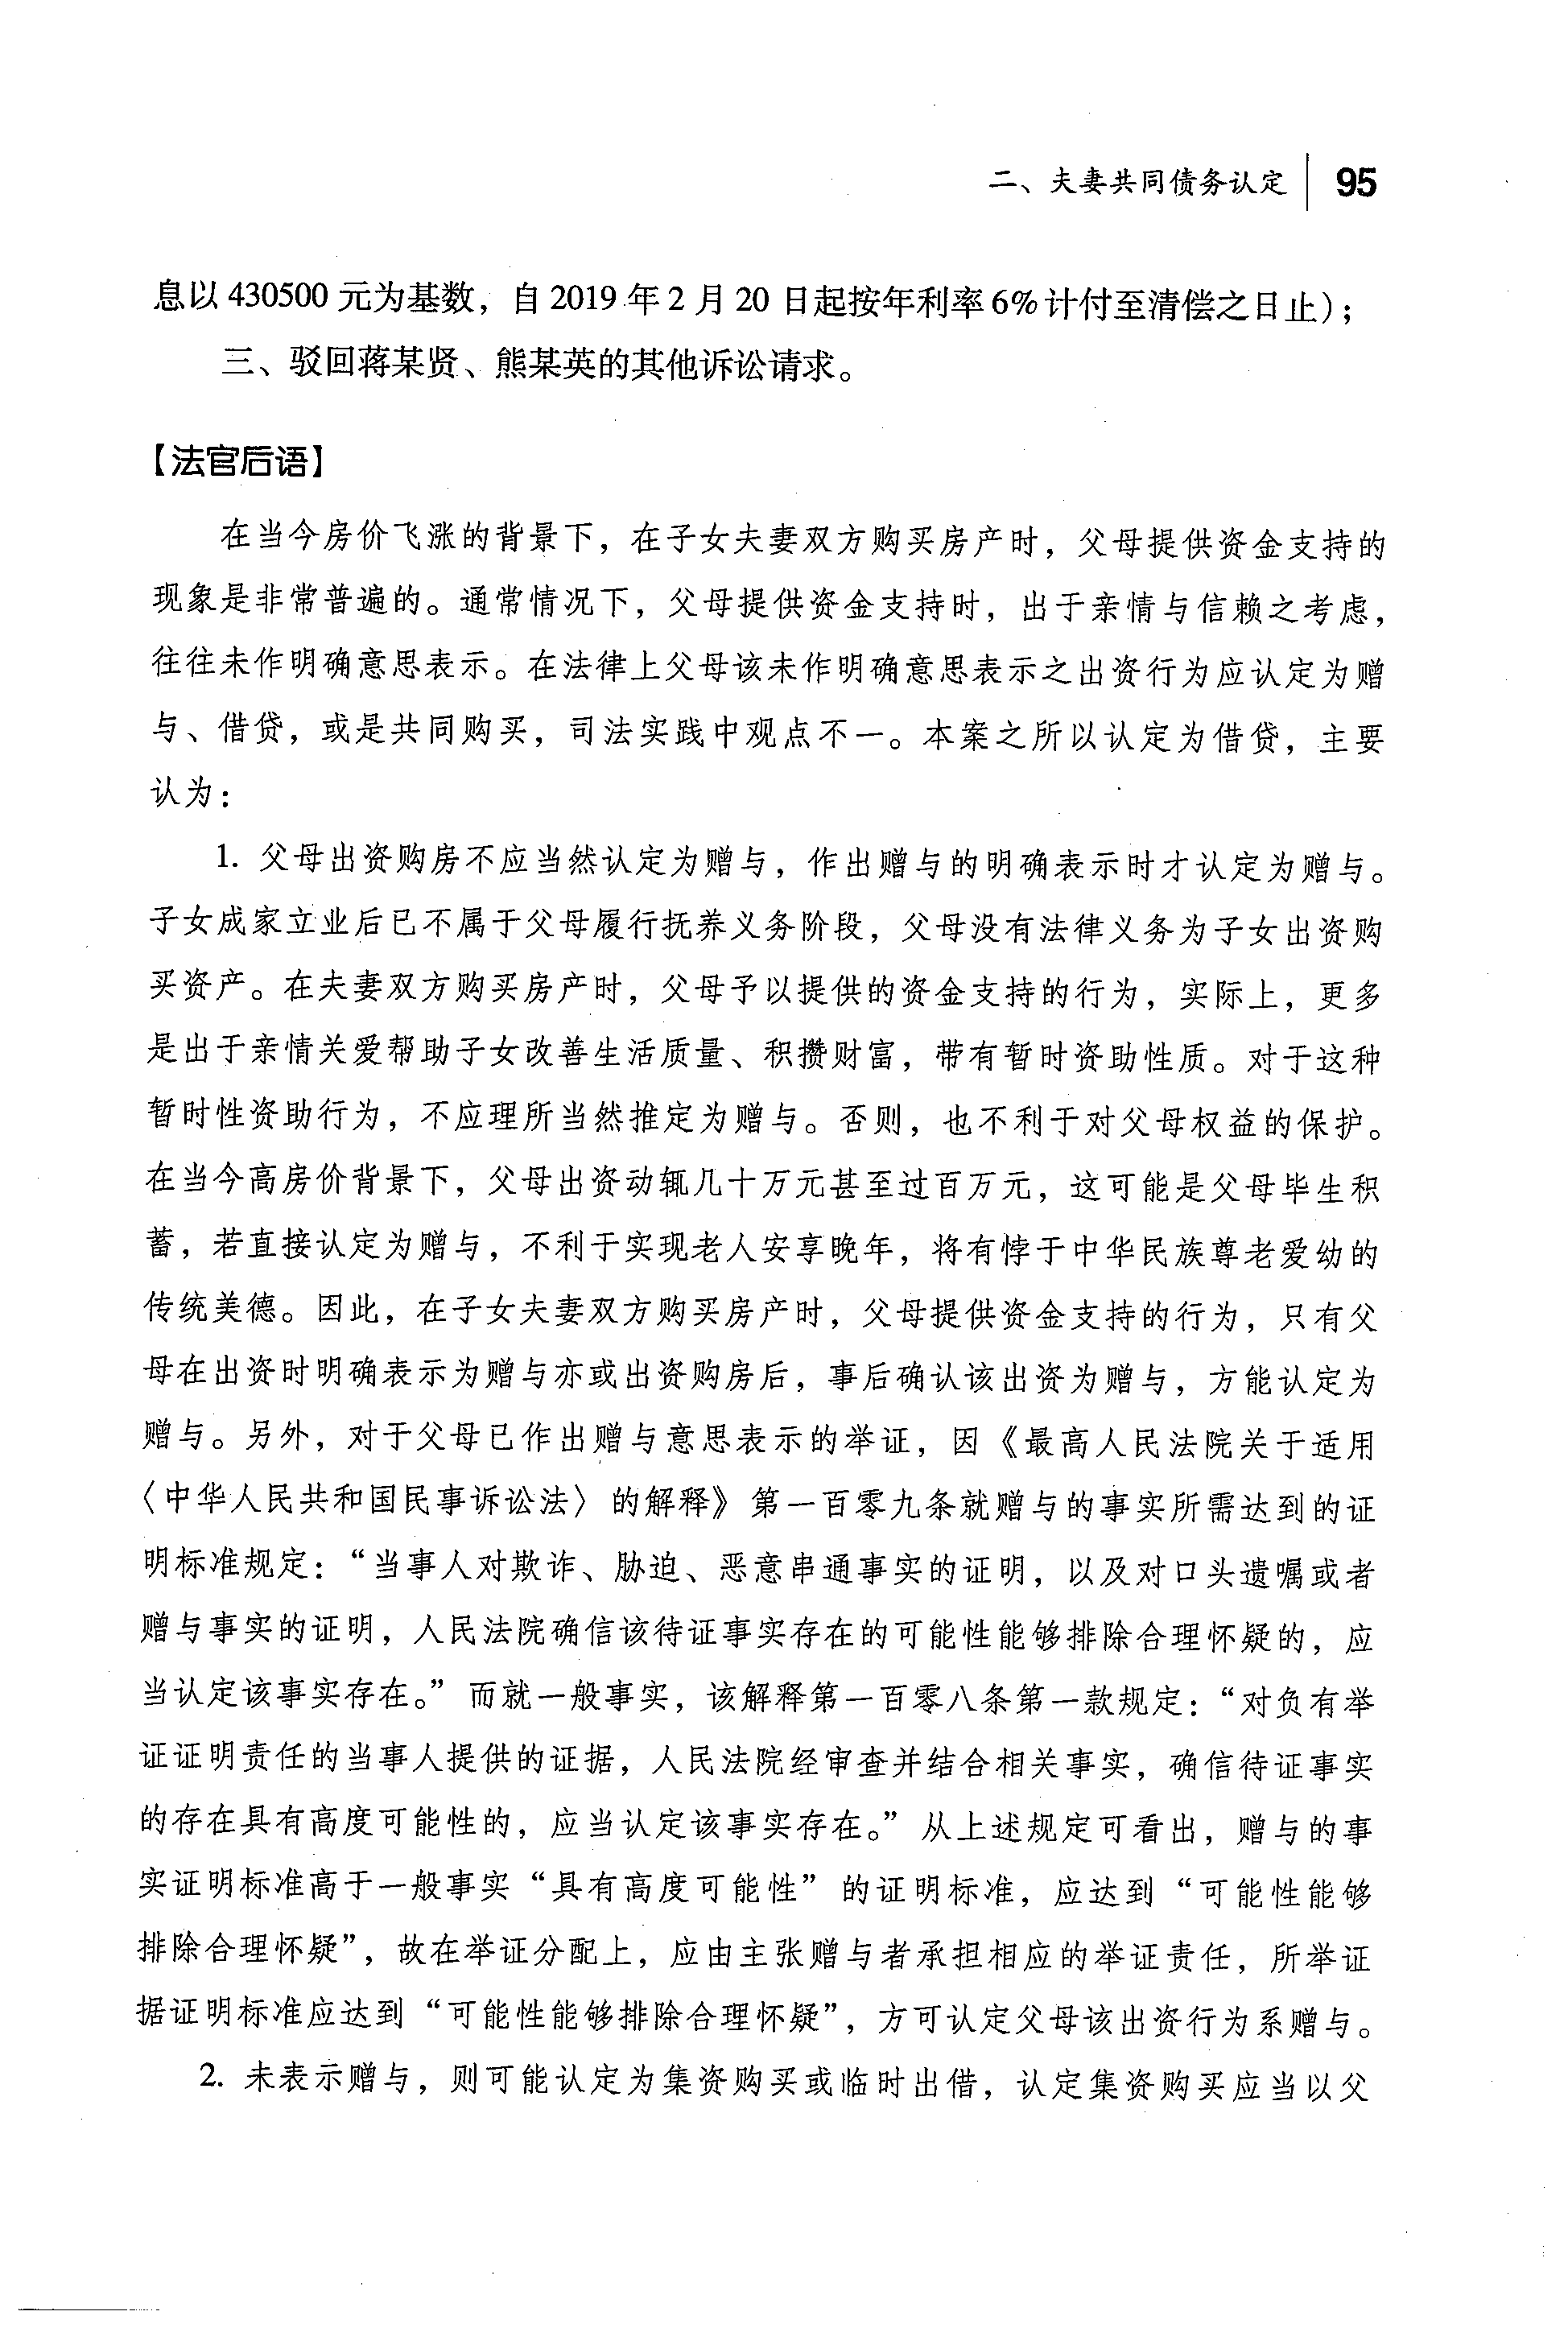 二、夫妻共同债务认定 95
息以430500元为基数，自2019年2月20日起按年利率6%计付至清偿之日止）；
三、驳回蒋某贤、熊某英的其他诉讼请求。
【法官后语】
在当今房价飞涨的背景下，在子女夫妻双方购买房产时，父母提供资金支持的
现象是非常普遍的。通常情况下，父母提供资金支持时，出于亲情与信赖之考虑，
往往未作明确意思表示。在法律上父母该未作明确意思表示之出资行为应认定为赠
与、借贷，或是共同购买，司法实践中观点不一。本案之所以认定为借贷，主要
认为：
1. 父母出资购房不应当然认定为赠与，作出赠与的明确表示时才认定为赠与。
子女成家立业后已不属于父母履行抚养义务阶段，父母没有法律义务为子女出资购
买资产。在夫妻双方购买房产时，父母予以提供的资金支持的行为，实际上，更多
是出于亲情关爱帮助子女改善生活质量、积攒财富，带有暂时资助性质。对于这种
暂时性资助行为，不应理所当然推定为赠与。否则，也不利于对父母权益的保护。
在当今高房价背景下，父母出资动辄几十万元甚至过百万元，这可能是父母毕生积
蓄，若直接认定为赠与，不利于实现老人安享晚年，将有悖于中华民族尊老爱幼的
传统美德。因此，在子女夫妻双方购买房产时，父母提供资金支持的行为，只有父
母在出资时明确表示为赠与亦或出资购房后，事后确认该出资为赠与，方能认定为
赠与。另外，对于父母已作出赠与意思表示的举证，因《最高人民法院关于适用
〈中华人民共和国民事诉讼法〉的解释》第一百零九条就赠与的事实所需达到的证
明标准规定：“当事人对欺诈、胁迫、恶意串通事实的证明，以及对口头遗嘱或者
赠与事实的证明，人民法院确信该待证事实存在的可能性能够排除合理怀疑的，应
当认定该事实存在。”而就一般事实，该解释第一百零八条第一款规定：“对负有举
证证明责任的当事人提供的证据，人民法院经审查并结合相关事实，确信待证事实
的存在具有高度可能性的，应当认定该事实存在。”从上述规定可看出，赠与的事
实证明标准高于一般事实“具有高度可能性”的证明标准，应达到“可能性能够
排除合理怀疑”，故在举证分配上，应由主张赠与者承担相应的举证责任，所举证
据证明标准应达到“可能性能够排除合理怀疑”，方可认定父母该出资行为系赠与。
2. 未表示赠与，则可能认定为集资购买或临时出借，认定集资购买应当以父